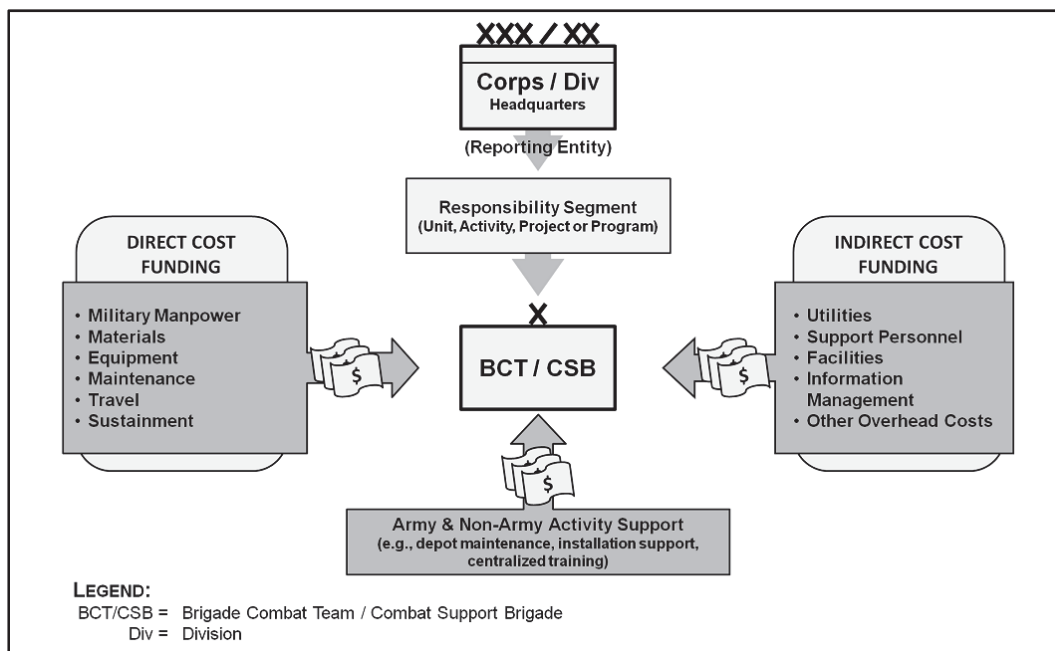 XXX / XX
Corps / Div
Headquarters
(Reporting Entity)
Responsibility Segment
(Unit, Activity, Project or Program)
DIRECT COST
FUNDING
• Military Manpower
• Materials
• Equipment
• Maintenance
• Travel
• Sustainment
$
X
BCT / CSB
INDIRECT COST
FUNDING
• Utilities
• Support Personnel
• Facilities
• Information
Management
• Other Overhead Costs
$
$
Army & Non-Army Activity Support
(e.g., depot maintenance, installation support,
centralized training)
LEGEND:
BCT/CSB = Brigade Combat Team / Combat Support Brigade
Div = Division